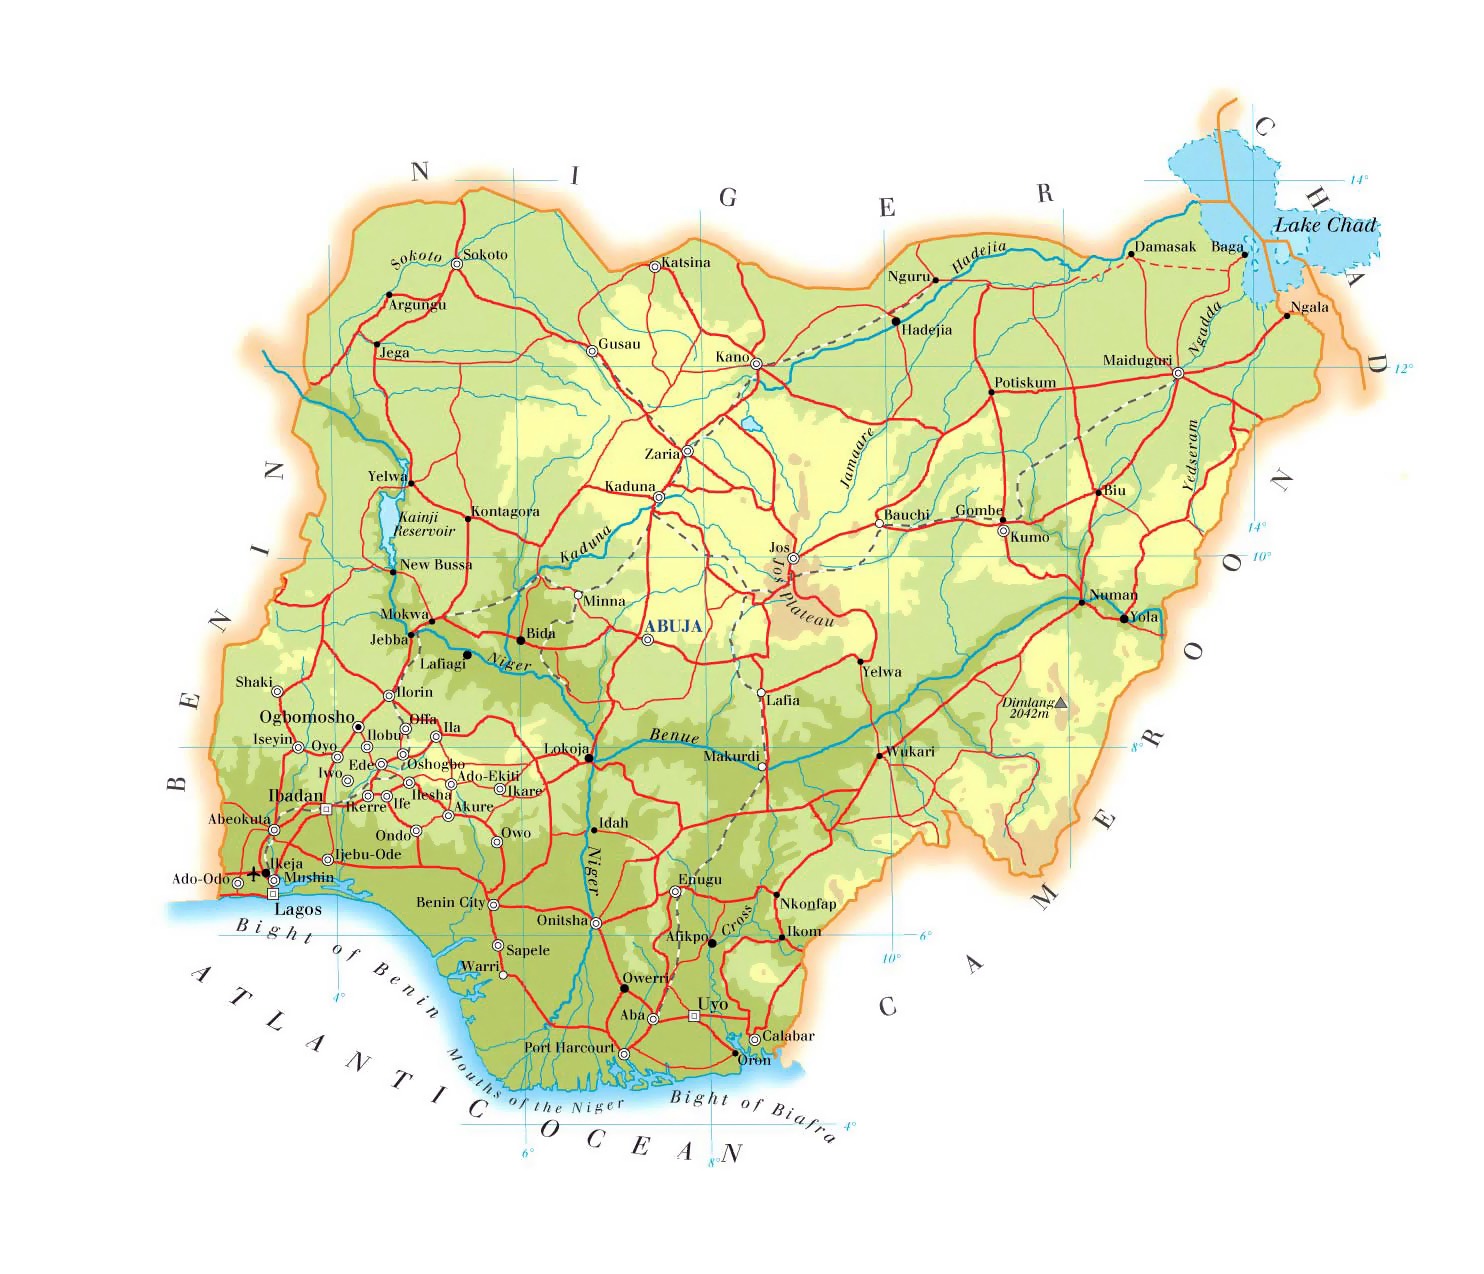 N I G E R
C H A D
14°
Lake Chad
Sokoto
Sokoto
Katsina
Hadejia
Damasak
Baga
Argungu
Nguru
Ngala
Jega
Gusau
Kano
Hadejia
Ngadda
Maiduguri
12°
Potiskum
Zaria
Jamaare
Yedseram
Yelwa
Kaduna
Biu
Kainji
Reservoir
Kontagora
Bauchi
Gombe
Kumo
14°
10°
Kaduna
Jos
Jos Plateau
New Bussa
Minna
Numan
Mokwa
Jebba
Bida
ABUJA
Yola
Lafiagi
Niger
Shaki
Ilorin
Yelwa
Lafia
Dimlang
2042m
Ogbomosho
Offa
Ila
Iseyin
Oyo
Ilobu
Lokoja
Benue
Makurdi
Wukari
8°
Ede
Oshogbo
Iwo
Ado-Ekiti
Ikare
Ibadan
Ikerre
Ife
Ilesha
Akure
Abeokuta
Ondo
Owo
Idah
Niger
Ijebu-Ode
Ikeja
Ado-Odo
Mushin
Lagos
Benin City
Enugu
Nkonfap
Onitsha
Cross
Afikpo
Ikom
6°
10°
Sapele
Warri
Owerri
Uyo
Aba
Calabar
Port Harcourt
Oron
4°
Bight of Benin
Mouths of the Niger
Bight of Biafra
4°
6°
8°
ATLANTIC OCEAN
BENIN
CAMEROON